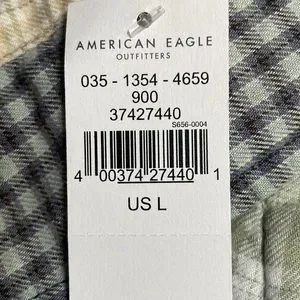 AMERICAN EAGLE
OUTFITTERS
035 - 1354 - 4659
900
37427440
S656-0004
4 00374 27440 1
US L